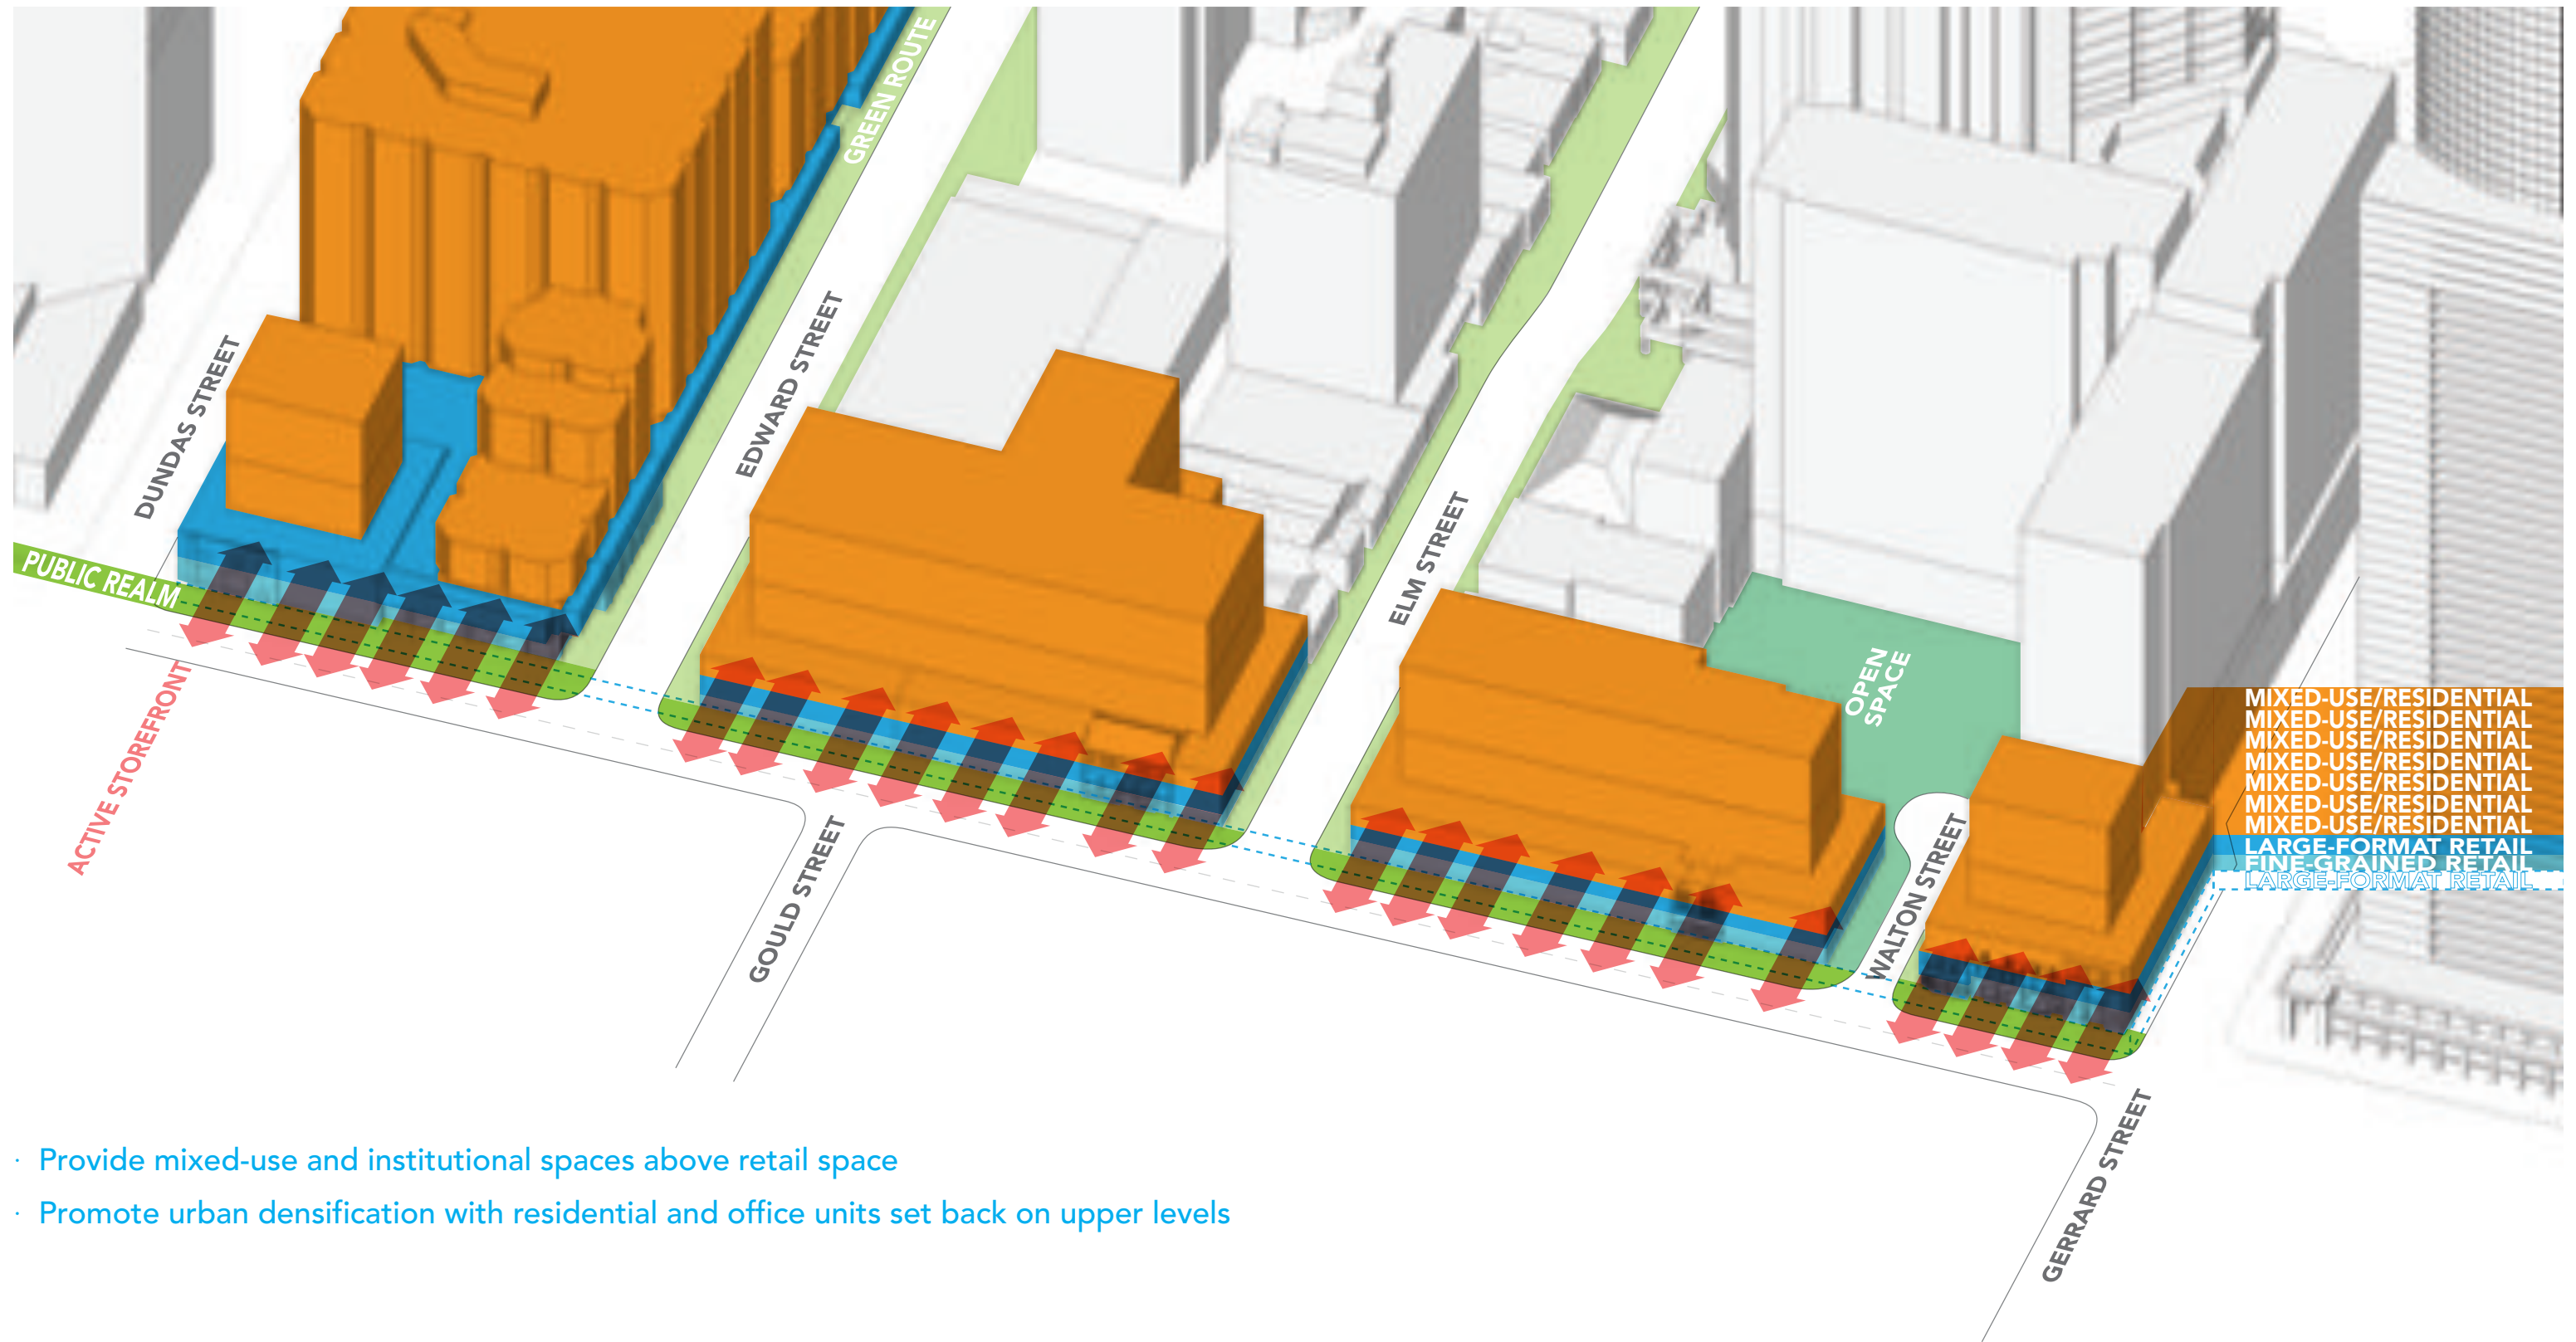 GREEN ROUTE
DUNDAS STREET
EDWARD STREET
ELM STREET
PUBLIC REALM
OPEN
SPACE
ACTIVE STOREFRONT
GOULD STREET
WALTON STREET
MIXED-USE/RESIDENTIAL
MIXED-USE/RESIDENTIAL
MIXED-USE/RESIDENTIAL
MIXED-USE/RESIDENTIAL
MIXED-USE/RESIDENTIAL
MIXED-USE/RESIDENTIAL
MIXED-USE/RESIDENTIAL
LARGE-FORMAT RETAIL
FINE-GRAINED RETAIL
LARGE-FORMAT RETAIL
GERRARD STREET
· Provide mixed-use and institutional spaces above retail space
· Promote urban densification with residential and office units set back on upper levels